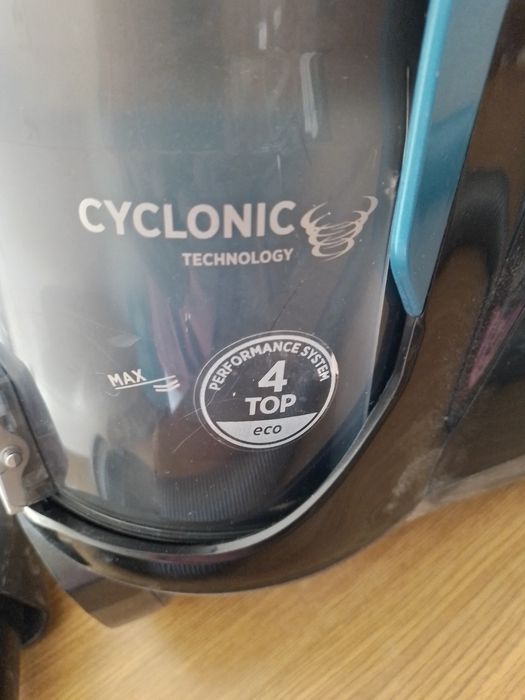 CYCLONIC
TECHNOLOGY
MAX
PERFORMANCE SYSTEM
4
TOP
eco